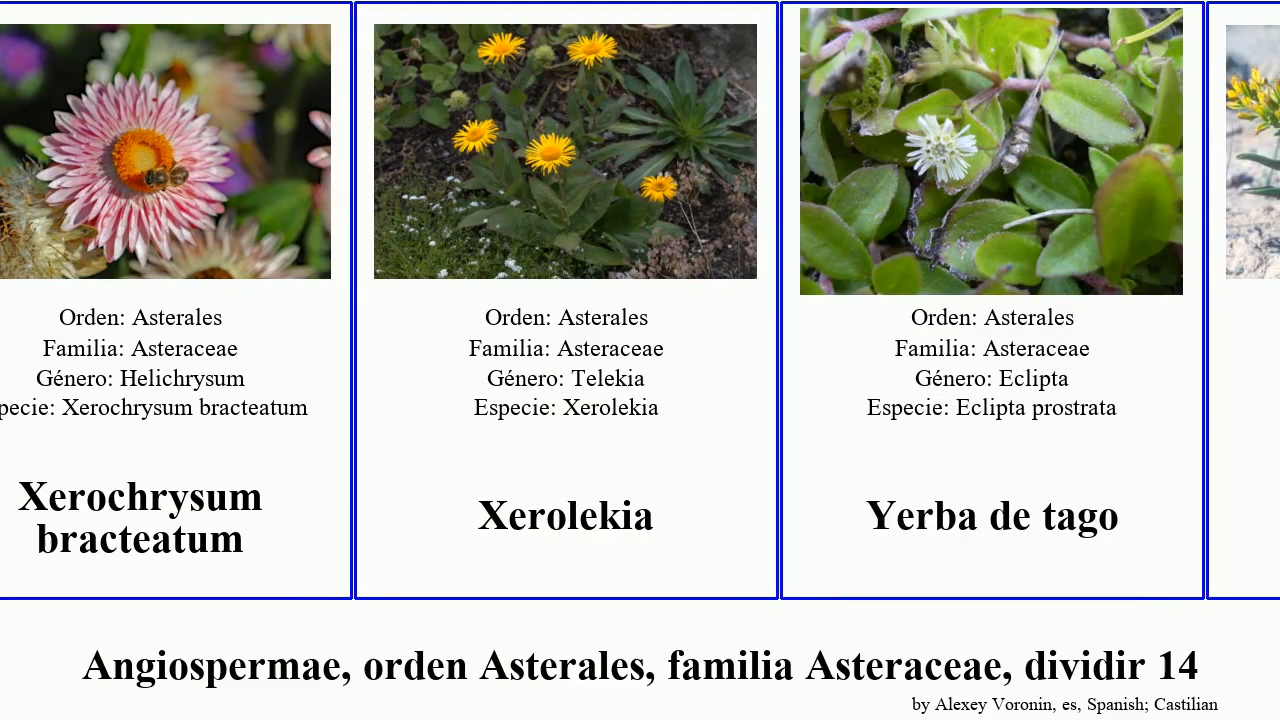 Orden: Asterales
Familia: Asteraceae
Género: Helichrysum
pecie: Xerochrysum bracteatum
Xerochrysum
bracteatum
Orden: Asterales
Familia: Asteraceae
Género: Telekia
Especie: Xerolekia
Xerolekia
Orden: Asterales
Familia: Asteraceae
Género: Eclipta
Especie: Eclipta prostrata
Yerba de tago
Angiospermae, orden Asterales, familia Asteraceae, dividir 14
by Alexey Voronin, es, Spanish; Castilian